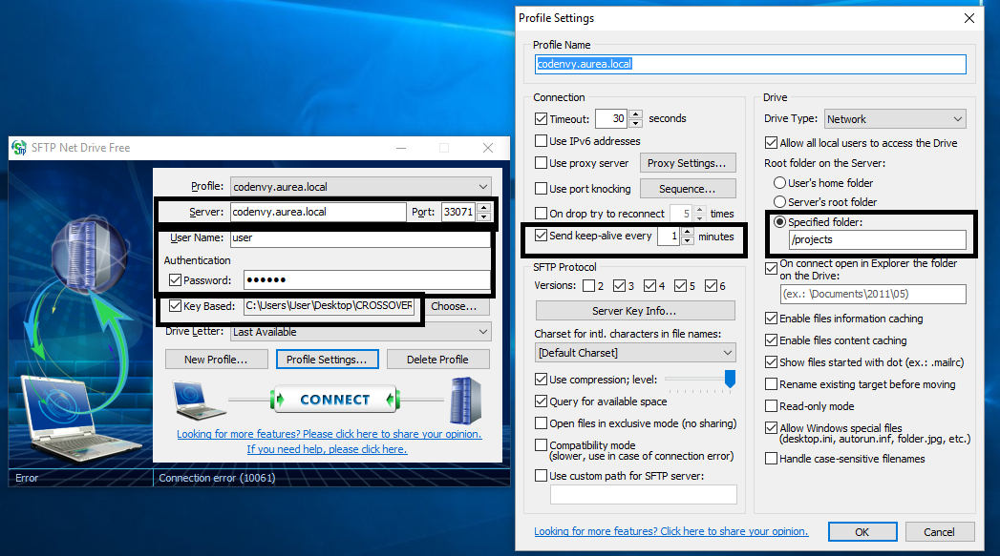 SFTP Net Drive Free
Profile: codenvy.aurea.local
Server: codenvy.aurea.local Port: 33071
User Name: user
Authentication
Password: ●●●●●●
Key Based: C:\Users\User\Desktop\CROSSOVER Choose...
Drive Letter: Last Available
New Profile... Profile Settings... Delete Profile
CONNECT
Looking for more features? Please click here to share your opinion.
If you need help, please click here.
Error Connection error (10061)
Profile Settings
Profile Name
codenvy.aurea.local
Connection
Timeout: 30 seconds
Use IPv6 addresses
Use proxy server Proxy Settings...
Use port knocking Sequence...
On drop try to reconnect 5 times
Send keep-alive every 1 minutes
SFTP Protocol
Versions: 2 3 4 5 6
Server Key Info...
Charset for intl. characters in file names:
[Default Charset]
Use compression; level:
Query for available space
Open files in exclusive mode (no sharing)
Compatibility mode
(slower, use in case of connection error)
Use custom path for SFTP server:
Drive
Drive Type: Network
Allow all local users to access the Drive
Root folder on the Server:
User's home folder
Server's root folder
Specified folder:
/projects
On connect open in Explorer the folder
on the Drive:
(ex.: \Documents\2011\05)
Enable files information caching
Enable files content caching
Show files started with dot (ex.: .mailrc)
Rename existing target before moving
Read-only mode
Allow Windows special files
(desktop.ini, autorun.inf, folder.jpg, etc.)
Handle case-sensitive filenames
Looking for more features? Click here to share your opinion.
OK Cancel